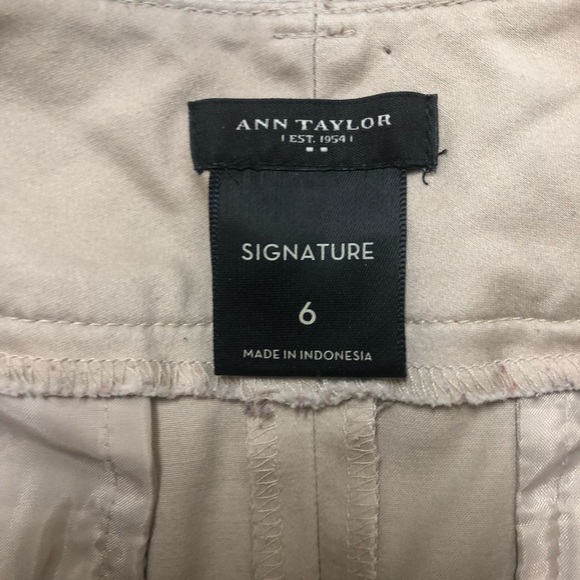 ANN TAYLOR
| EST. 1954 |
SIGNATURE
6
MADE IN INDONESIA